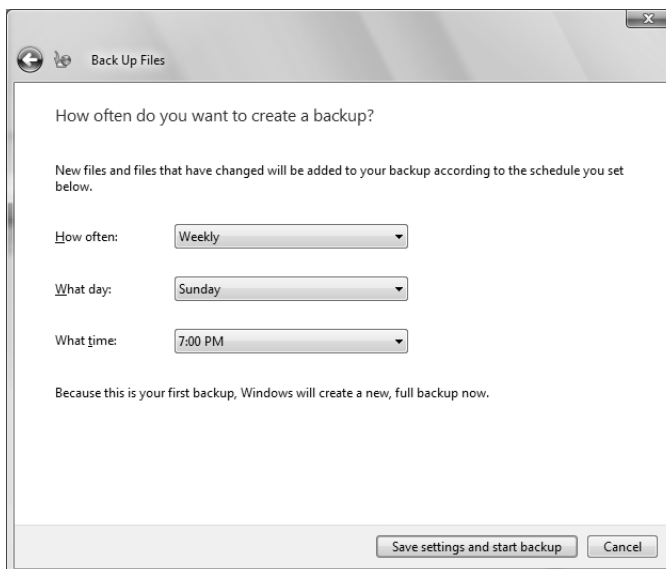 Back Up Files
How often do you want to create a backup?
New files and files that have changed will be added to your backup according to the schedule you set
below.
How often: Weekly
What day: Sunday
What time: 7:00 PM
Because this is your first backup, Windows will create a new, full backup now.
Save settings and start backup Cancel